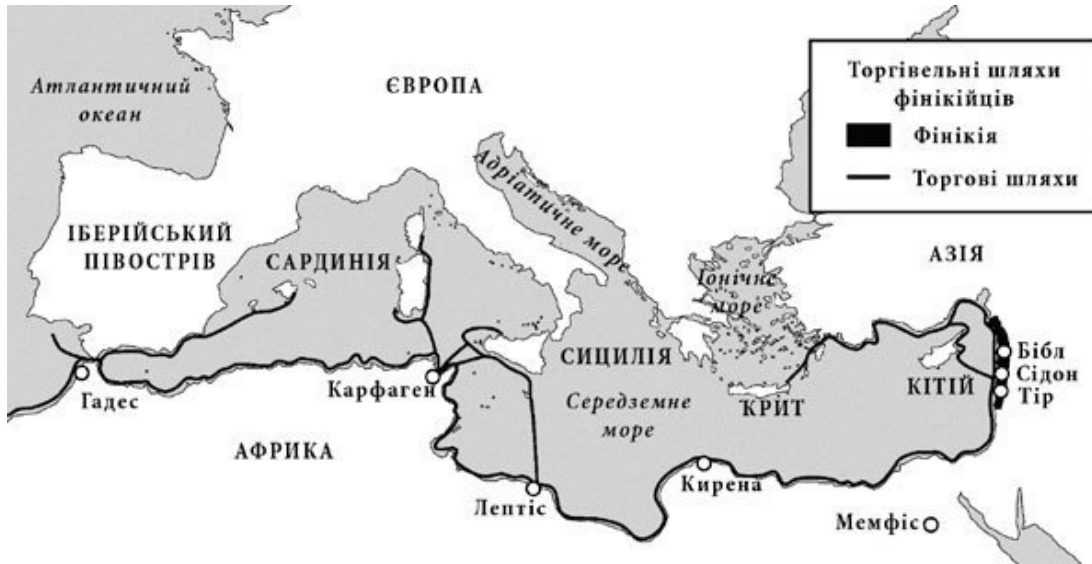 Атлантичний
океан
ЄВРОПА
Торгівельні шляхи
фінікійців
Фінікія
Торгові шляхи
Адріатичне море
ІБЕРІЙСЬКИЙ
ПІВОСТРІВ
САРДИНІЯ
Іонічне
море
АЗІЯ
СИЦИЛІЯ
Бібл
Сідон
Тір
КІТІЙ
КРИТ
Гадес
Карфаген
Середземне
море
АФРИКА
Лептіс
Кирена
Мемфіс